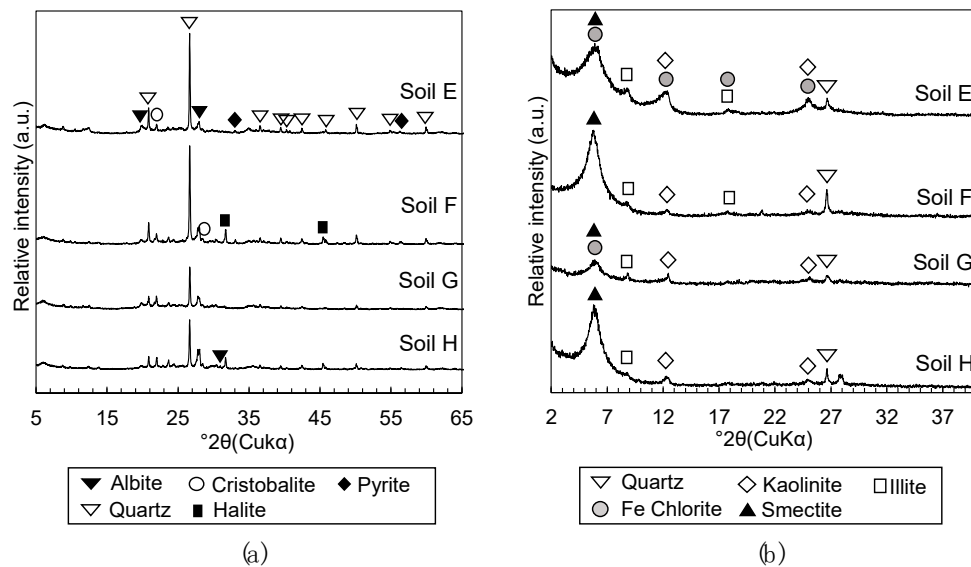 Relative intensity (a.u.)
Soil E
Soil F
Soil G
Soil H
5 15 25 35 45 55 65
°2θ(Cukα)
Albite Cristobalite Pyrite
Quartz Halite
(a)
Relative intensity (a.u.)
Soil E
Soil F
Soil G
Soil H
2 7 12 17 22 27 32 37
°2θ(CuKα)
Quartz Kaolinite Illite
Fe Chlorite Smectite
(b)